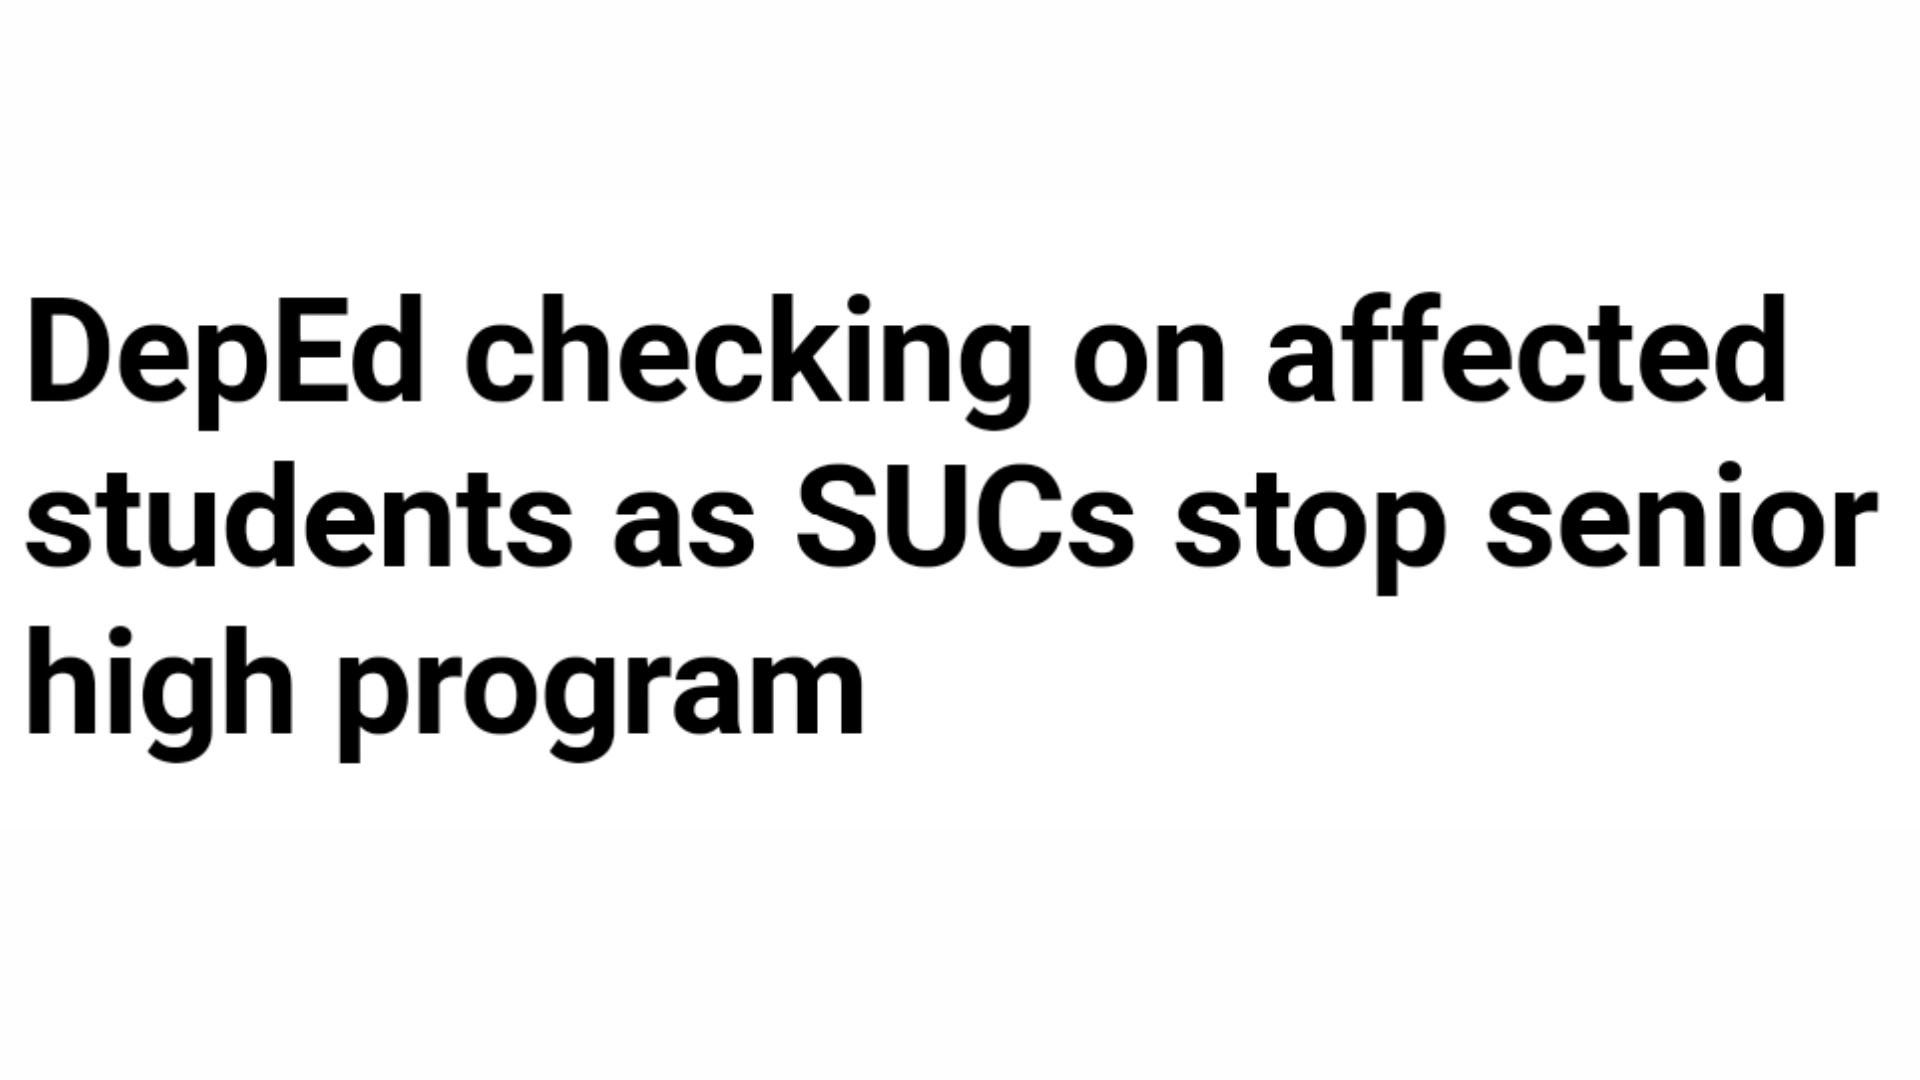 DepEd checking on affected
students as SUCs stop senior
high program